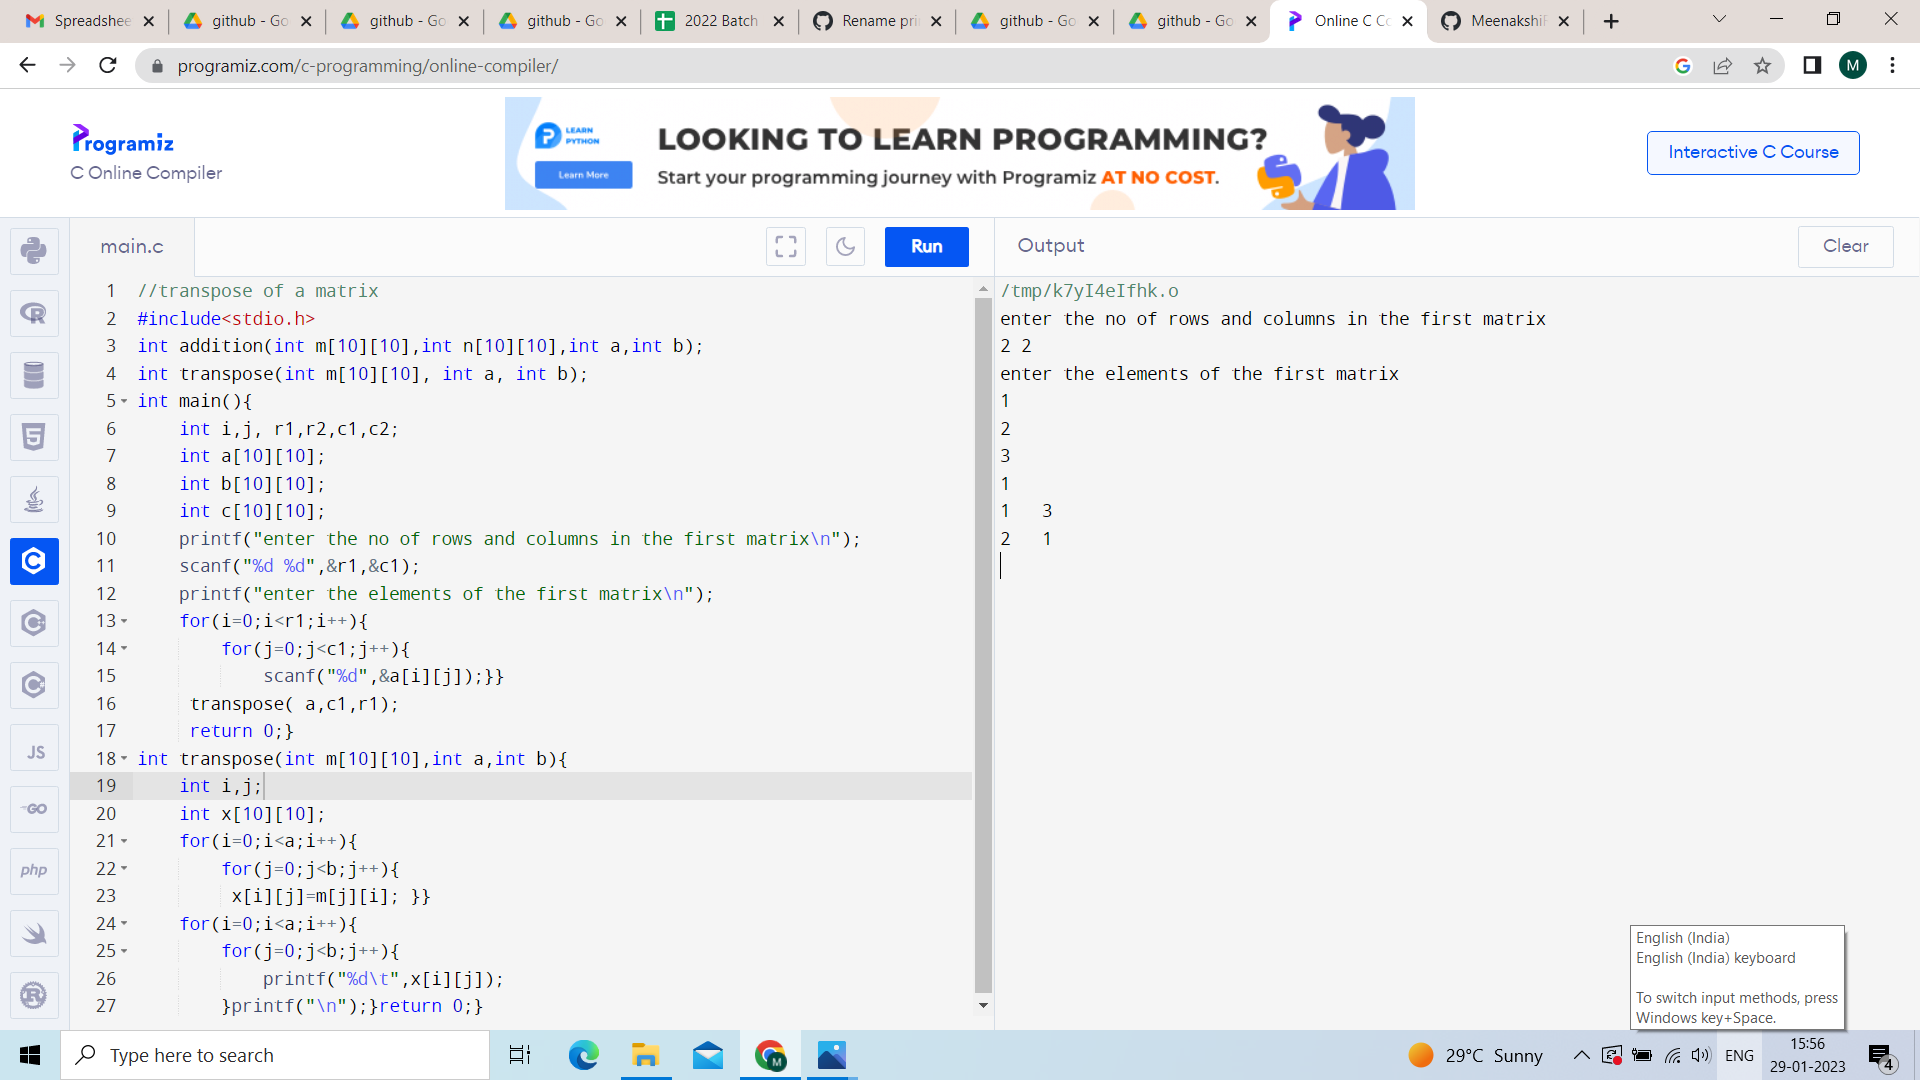 Spreadshee
github - Go
github - Go
github - Go
2022 Batch
Rename pri
github - Go
github - Go
Online C Co
Meenakshi
programiz.com/c-programming/online-compiler/
M
Programiz
C Online Compiler
LEARN PYTHON
Learn More
LOOKING TO LEARN PROGRAMMING?
Start your programming journey with Programiz AT NO COST.
Interactive C Course
main.c
Run
Output
Clear
JS
GO
php
1 //transpose of a matrix
2 #include<stdio.h>
3 int addition(int m[10][10],int n[10][10],int a,int b);
4 int transpose(int m[10][10], int a, int b);
5 int main(){
6     int i,j, r1,r2,c1,c2;
7     int a[10][10];
8     int b[10][10];
9     int c[10][10];
10     printf("enter the no of rows and columns in the first matrix\n");
11     scanf("%d %d",&r1,&c1);
12     printf("enter the elements of the first matrix\n");
13     for(i=0;i<r1;i++){
14         for(j=0;j<c1;j++){
15             scanf("%d",&a[i][j]);}}
16      transpose( a,c1,r1);
17      return 0;}
18 int transpose(int m[10][10],int a,int b){
19     int i,j;
20     int x[10][10];
21     for(i=0;i<a;i++){
22         for(j=0;j<b;j++){
23          x[i][j]=m[j][i]; }}
24     for(i=0;i<a;i++){
25         for(j=0;j<b;j++){
26             printf("%d\t",x[i][j]);
27         }printf("\n");}return 0;}
/tmp/k7yI4eIfhk.o
enter the no of rows and columns in the first matrix
2 2
enter the elements of the first matrix
1
2
3
1
1   3
2   1
English (India)
English (India) keyboard
To switch input methods, press
Windows key+Space.
Type here to search
M
29°C Sunny
ENG
15:56
29-01-2023
4